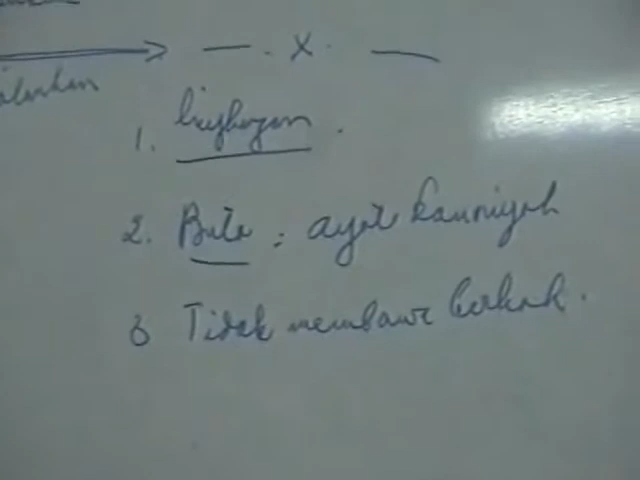 — . X . —
1. lingkungan .
2. Buta : ayat kauniyah
3 Tidak membawa berkah .